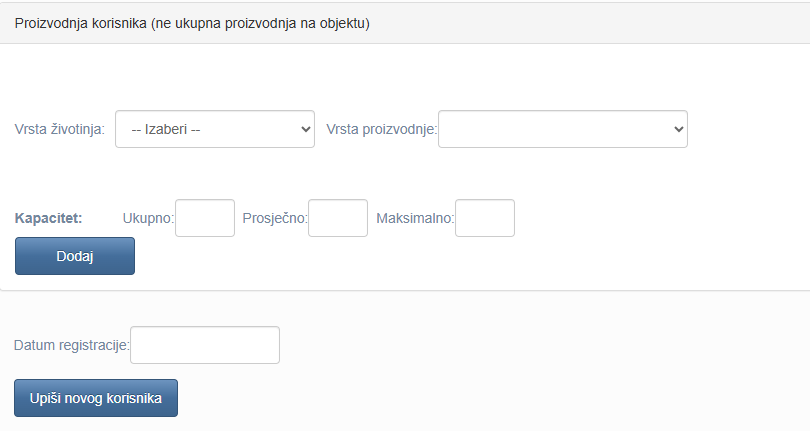 Proizvodnja korisnika (ne ukupna proizvodnja na objektu)
Vrsta životinja: -- Izaberi -- Vrsta proizvodnje:
Kapacitet: Ukupno: Prosječno: Maksimalno:
Dodaj
Datum registracije:
Upiši novog korisnika